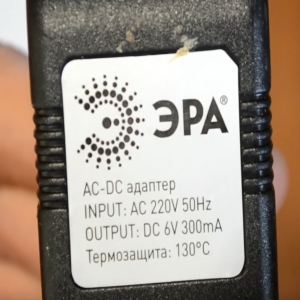 ЭРА®
AC-DC адаптер
INPUT: AC 220V 50Hz
OUTPUT: DC 6V 300mA
Термозащита: 130°C